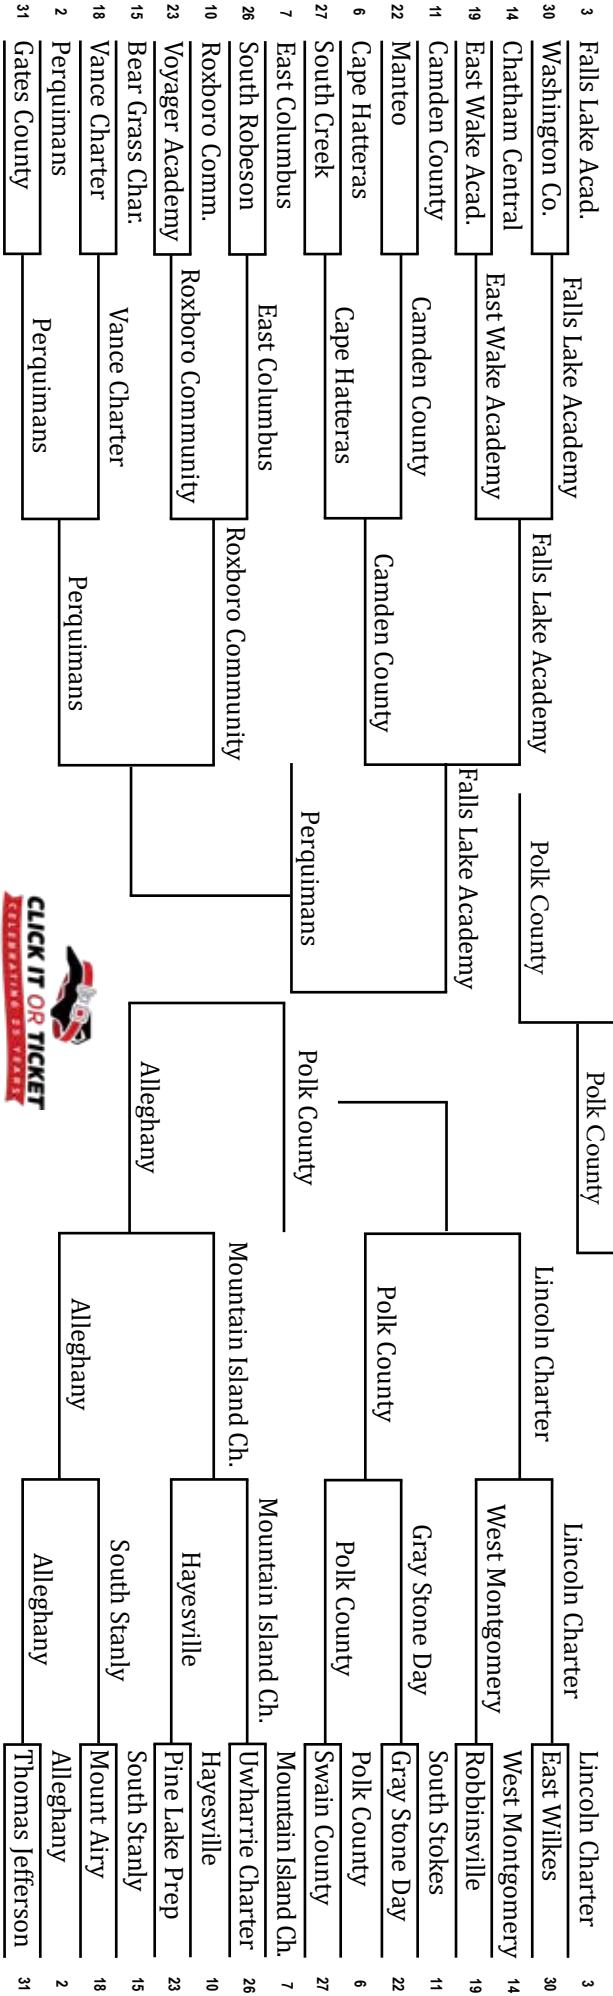 3 Falls Lake Acad.
30 Washington Co.
14 Chatham Central
19 East Wake Acad.
11 Camden County
22 Manteo
6 Cape Hatteras
27 South Creek
7 East Columbus
26 South Robeson
10 Roxboro Comm.
23 Voyager Academy
15 Bear Grass Char.
18 Vance Charter
2 Perquimans
31 Gates County
Falls Lake Academy
East Wake Academy
Camden County
Cape Hatteras
East Columbus
Roxboro Community
Vance Charter
Perquimans
Falls Lake Academy
Camden County
Roxboro Community
Perquimans
Falls Lake Academy
Perquimans
Polk County
Polk County
CLICK IT OR TICKET
CELEBRATING 25 YEARS
Polk County
Alleghany
Lincoln Charter
Polk County
Mountain Island Ch.
Alleghany
Lincoln Charter
West Montgomery
Gray Stone Day
Polk County
Mountain Island Ch.
Hayesville
South Stanly
Alleghany
Lincoln Charter 3
East Wilkes 30
West Montgomery 14
Robbinsville 19
South Stokes 11
Gray Stone Day 22
Polk County 6
Swain County 27
Mountain Island Ch. 7
Uwharrie Charter 26
Hayesville 10
Pine Lake Prep 23
South Stanly 15
Mount Airy 18
Alleghany 2
Thomas Jefferson 31